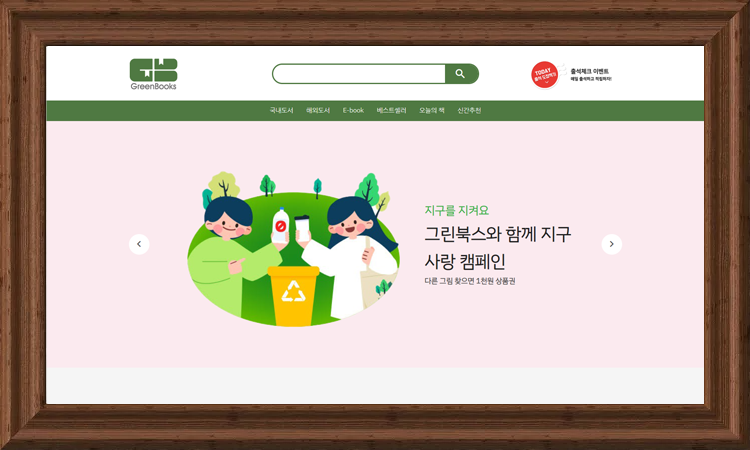 GreenBooks
TODAY
출석체크 이벤트
매일 출석하고 적립하자!
국내도서 해외도서 E-book 베스트셀러 오늘의 책 신간추천
지구를 지켜요
그린북스와 함께 지구
사랑 캠페인
다른 그림 찾으면 1천원 상품권